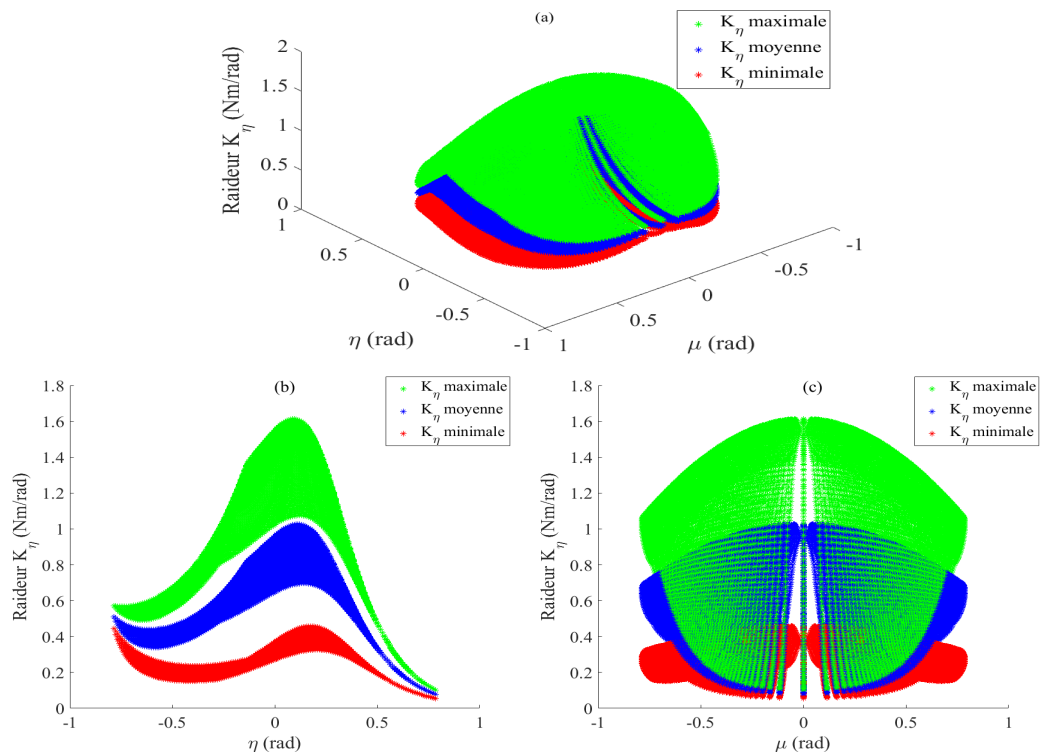 (a)
K_η maximale
K_η moyenne
K_η minimale
Raideur K_η (Nm/rad)
2
1.5
1
0.5
0
1
0.5
0
-0.5
-1
η (rad)
1
0.5
0
-0.5
-1
μ (rad)
(b)
K_η maximale
K_η moyenne
K_η minimale
Raideur K_η (Nm/rad)
1.8
1.6
1.4
1.2
1
0.8
0.6
0.4
0.2
0
-1 -0.5 0 0.5 1
η (rad)
(c)
K_η maximale
K_η moyenne
K_η minimale
Raideur K_η (Nm/rad)
1.8
1.6
1.4
1.2
1
0.8
0.6
0.4
0.2
0
-1 -0.5 0 0.5 1
μ (rad)